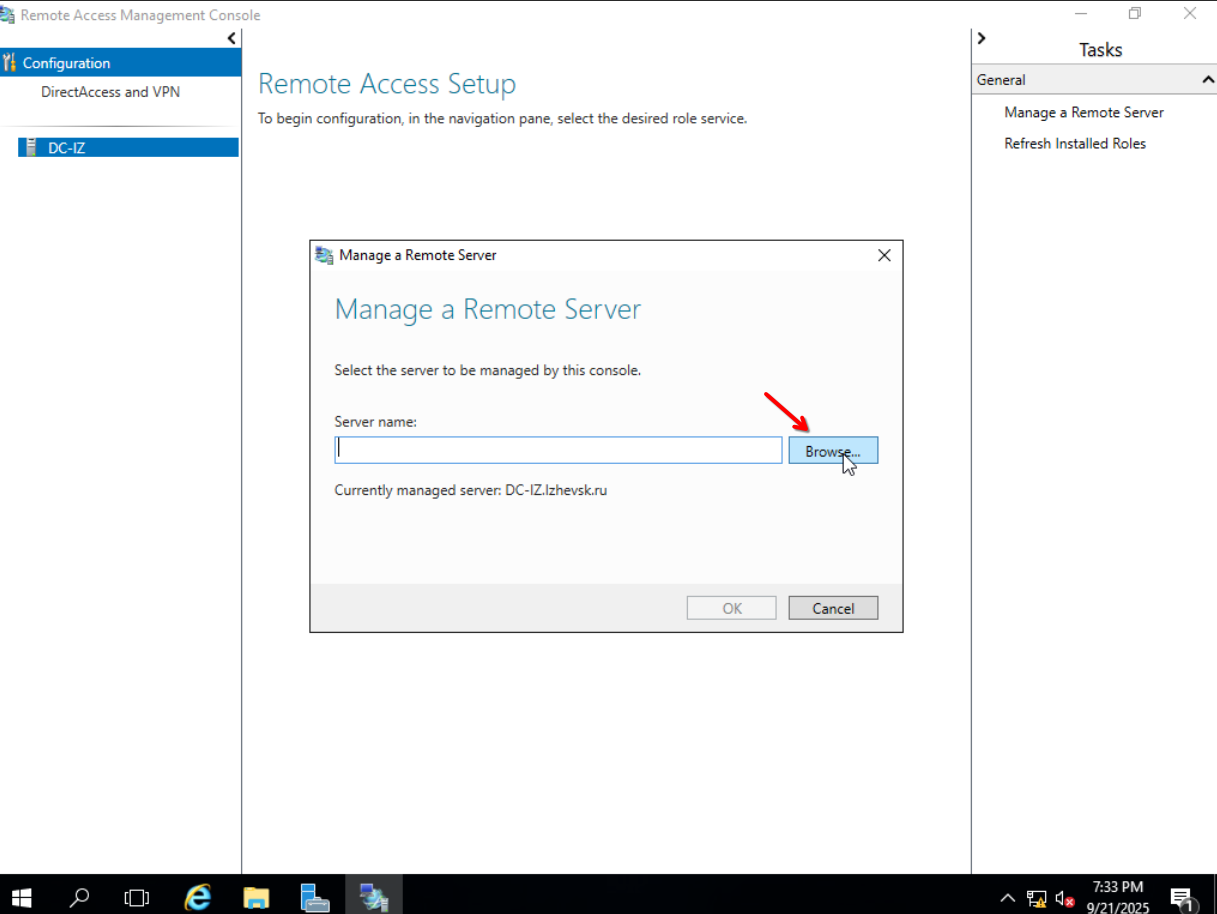 Remote Access Management Console
Configuration
DirectAccess and VPN
DC-IZ
Remote Access Setup
To begin configuration, in the navigation pane, select the desired role service.
Manage a Remote Server
Manage a Remote Server
Select the server to be managed by this console.
Server name:
Browse...
Currently managed server: DC-IZ.Izhevsk.ru
OK
Cancel
Tasks
General
Manage a Remote Server
Refresh Installed Roles
7:33 PM
9/21/2025
1